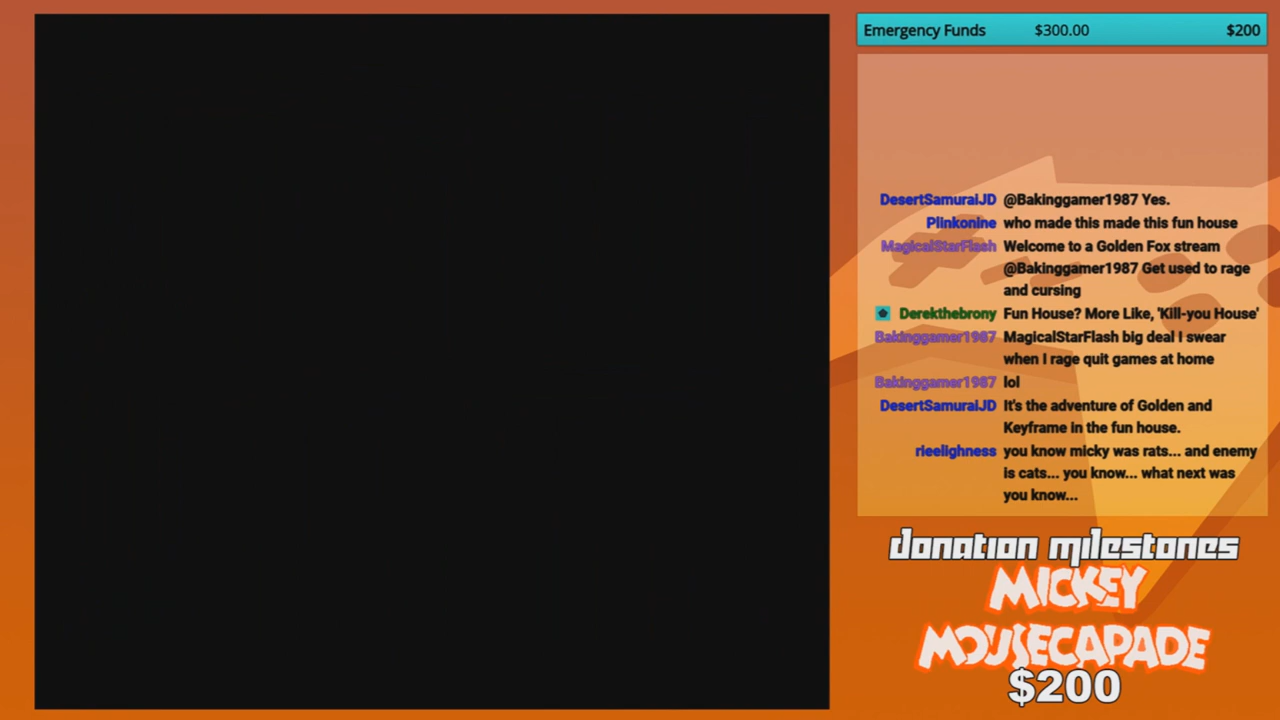 Emergency Funds $300.00 $200
DesertSamuraiJD @Bakinggamer1987 Yes.
Plinkonine who made this made this fun house
MagicalStarFlash Welcome to a Golden Fox stream
@Bakinggamer1987 Get used to rage
and cursing
Derekthebrony Fun House? More Like, 'Kill-you House'
Bakinggamer1987 MagicalStarFlash big deal I swear
when I rage quit games at home
Bakinggamer1987 lol
DesertSamuraiJD It's the adventure of Golden and
Keyframe in the fun house.
rieelighness you know micky was rats... and enemy
is cats... you know... what next was
you know...
donation milestones
MICKEY
MOUSECAPADE
$200